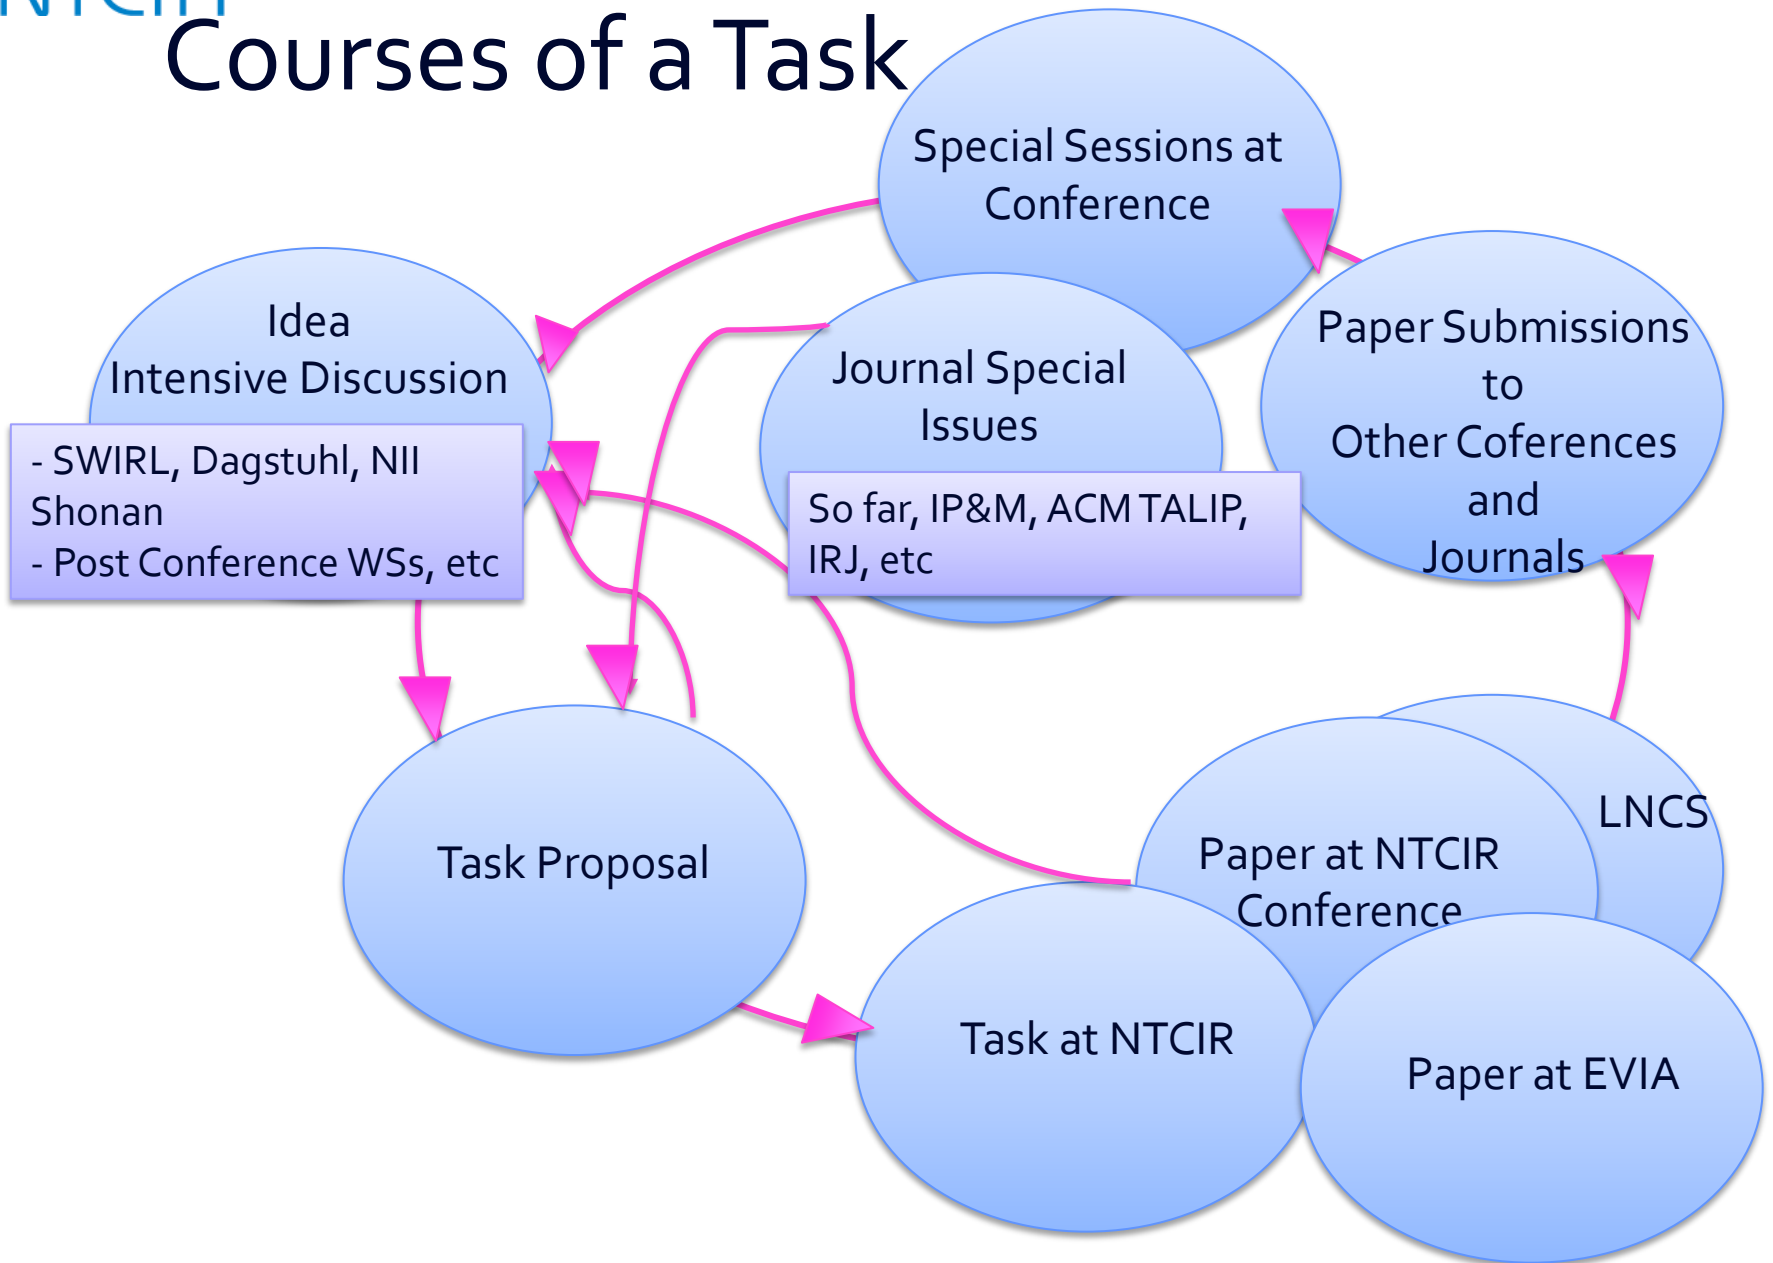 NTCIR
Courses of a Task
Special Sessions at
Conference
Idea
Intensive Discussion
- SWIRL, Dagstuhl, NII
Shonan
- Post Conference WSs, etc
Journal Special
Issues
So far, IP&M, ACM TALIP,
IRJ, etc
Paper Submissions
to
Other Coferences
and
Journals
Task Proposal
LNCS
Paper at NTCIR
Conference
Task at NTCIR
Paper at EVIA